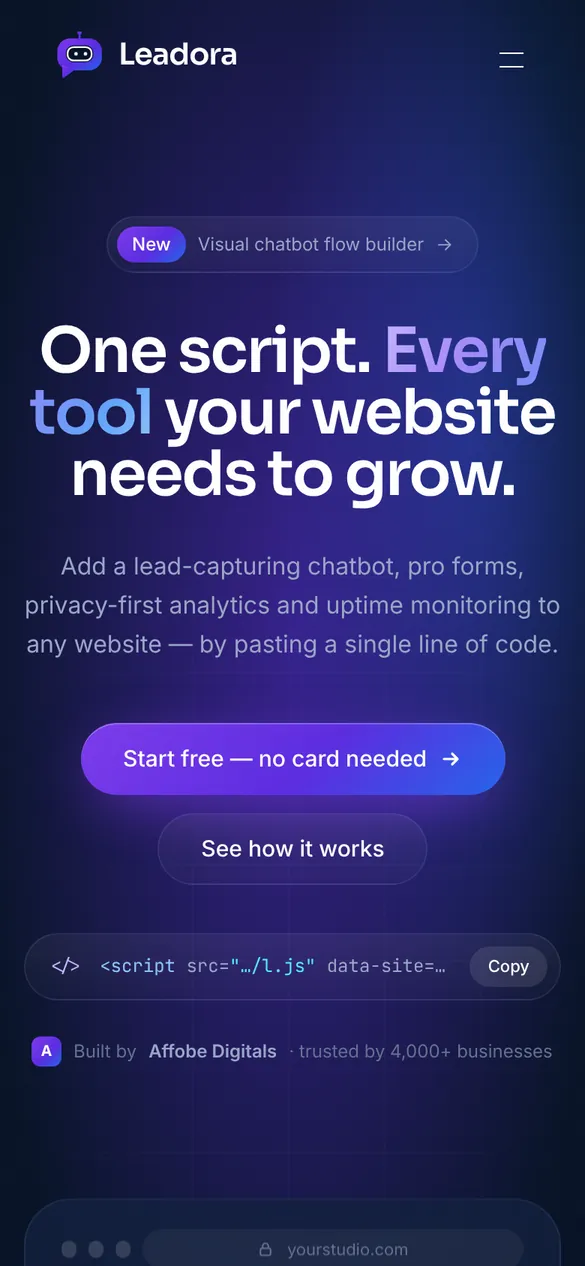 Leadora
New Visual chatbot flow builder →
One script. Every
tool your website
needs to grow.
Add a lead-capturing chatbot, pro forms,
privacy-first analytics and uptime monitoring to
any website — by pasting a single line of code.
Start free — no card needed →
See how it works
</> <script src="…/l.js" data-site=… Copy
A Built by Affobe Digitals · trusted by 4,000+ businesses
yourstudio.com